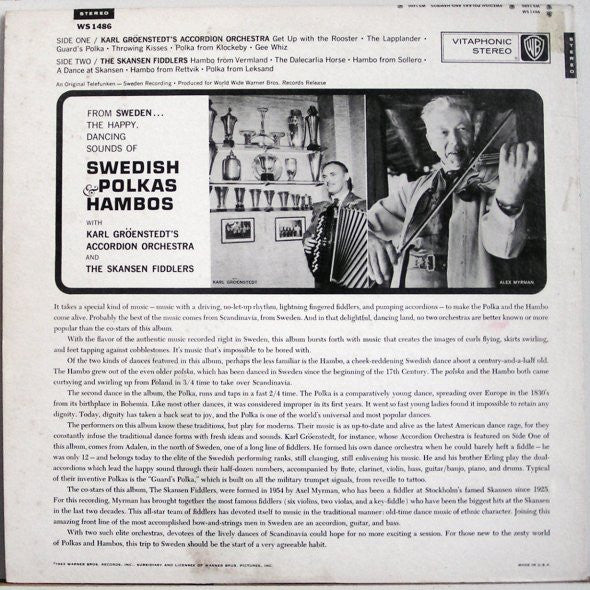 STEREO
WS 1486
SIDE ONE / KARL GRÖENSTEDT'S ACCORDION ORCHESTRA Get Up with the Rooster • The Lapplander •
Guard's Polka • Throwing Kisses • Polka from Klockeby • Gee Whiz
SIDE TWO / THE SKANSEN FIDDLERS Hambo from Vermland • The Dalecarlia Horse • Hambo from Sollero •
A Dance at Skansen • Hambo from Rettvik • Polka from Leksand
An Original Telefunken — Sweden Recording • Produced for World Wide Warner Bros. Records Release
VITAPHONIC
STEREO
WB
STEREO
FROM SWEDEN...
THE HAPPY,
DANCING
SOUNDS OF
SWEDISH
POLKAS
& HAMBOS
WITH
KARL GRÖENSTEDT'S
ACCORDION ORCHESTRA
AND
THE SKANSEN FIDDLERS
KARL GRÖENSTEDT
ALEX MYRMAN
It takes a special kind of music — music with a driving, no-let-up rhythm, lightning fingered fiddlers, and pumping accordions — to make the Polka and the Hambo
come alive. Probably the best of the music comes from Scandinavia, from Sweden. And in that delightful, dancing land, no two orchestras are better known or more
popular than the co-stars of this album.
With the flavor of the authentic music recorded right in Sweden, this album bursts forth with music that creates the images of curls flying, skirts swirling,
and feet tapping against cobblestones. It's music that's impossible to be bored with.
Of the two kinds of dances featured in this album, perhaps the less familiar is the Hambo, a cheek-reddening Swedish dance about a century-and-a-half old.
The Hambo grew out of the even older polska, which has been danced in Sweden since the beginning of the 17th Century. The polska and the Hambo both came
curtsying and swirling up from Poland in 3/4 time to take over Scandinavia.
The second dance in the album, the Polka, runs and taps in a fast 2/4 time. The Polka is a comparatively young dance, spreading over Europe in the 1830's
from its birthplace in Bohemia. Like most other dances, it was considered improper in its first years. It went so fast young ladies found it impossible to retain any
dignity. Today, dignity has taken a back seat to joy, and the Polka is one of the world's universal and most popular dances.
The performers on this album know these traditions, but play for moderns. Their music is as up-to-date and alive as the latest American dance rage, for they
constantly infuse the traditional dance forms with fresh ideas and sounds. Karl Gröenstedt, for instance, whose Accordion Orchestra is featured on Side One of
this album, comes from Adalen, in the north of Sweden, one of a long line of fiddlers. He formed his own dance orchestra when he could barely heft a fiddle — he
was only 12 — and belongs today to the elite of the Swedish performing ranks, still changing, still enlivening his music. He and his brother Erling play the dual-
accordions which lead the happy sound through their half-dozen numbers, accompanied by flute, clarinet, violin, bass, guitar/banjo, piano, and drums. Typical
of their inventive Polkas is the "Guard's Polka," which is built on all the military trumpet signals, from reveille to tattoo.
The co-stars of this album, The Skansen Fiddlers, were formed in 1954 by Axel Myrman, who has been a fiddler at Stockholm's famed Skansen since 1925.
For this recording, Myrman has brought together the most famous fiddlers (six violins, two violas, and a key-fiddle) who have been the biggest hits at the Skansen
in the last two decades. This all-star team of fiddlers has devoted itself to music in the traditional manner: old-time dance music of ethnic character. Joining this
amazing front line of the most accomplished bow-and-strings men in Sweden are an accordion, guitar, and bass.
With two such elite orchestras, devotees of the lively dances of Scandinavia could hope for no more exciting a session. For those new to the zesty world
of Polkas and Hambos, this trip to Sweden should be the start of a very agreeable habit.
WARNER BROS. RECORDS INC., SUBSIDIARY AND LICENSEE OF WARNER BROS. PICTURES, INC.
MADE IN U.S.A.